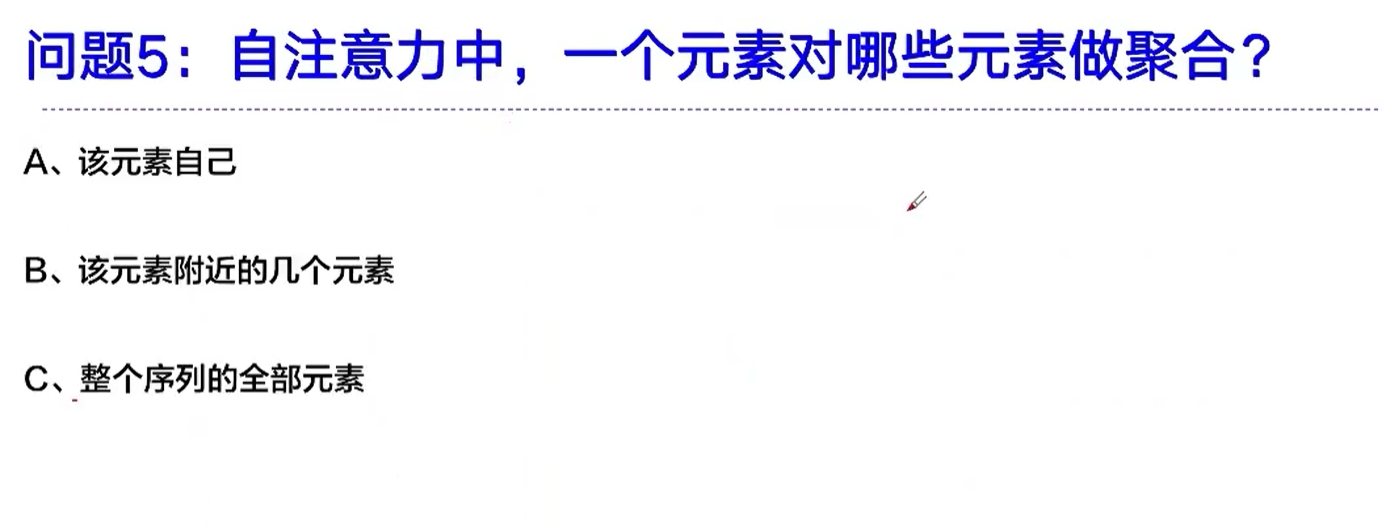 问题5：自注意力中，一个元素对哪些元素做聚合？
A、该元素自己
B、该元素附近的几个元素
C、整个序列的全部元素